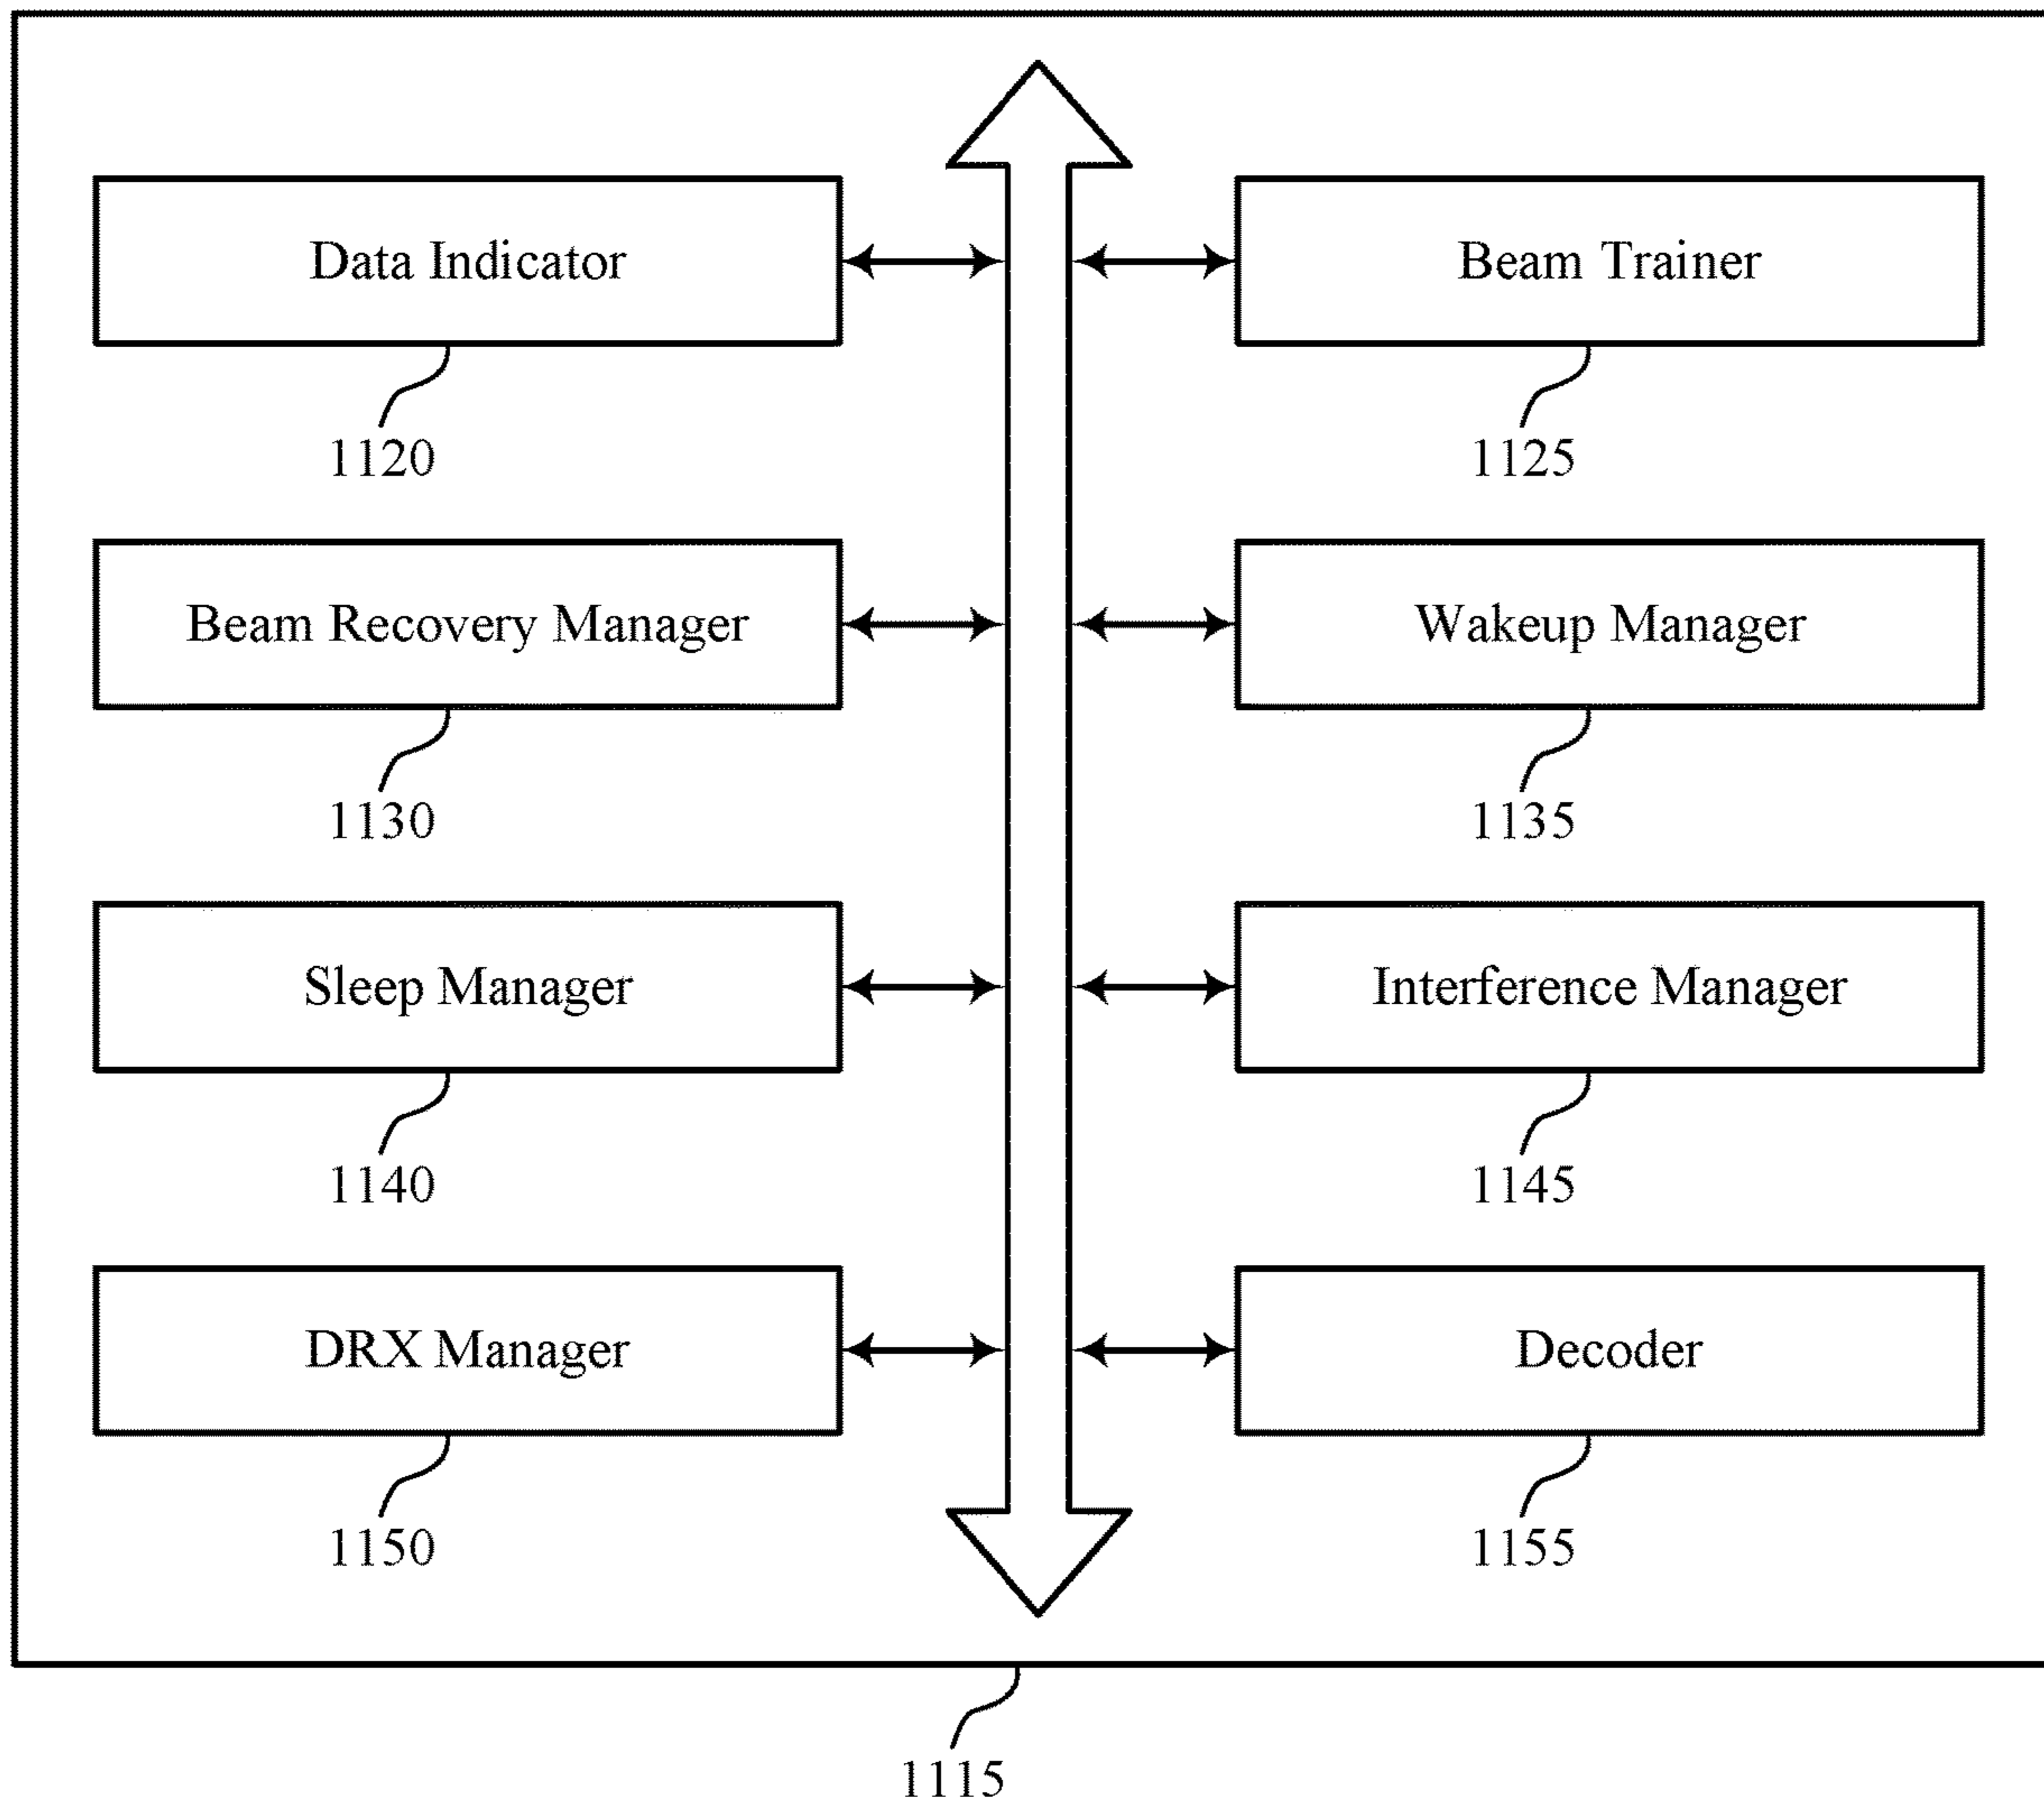 Data Indicator
Beam Trainer
1120
1125
Beam Recovery Manager
Wakeup Manager
1130
1135
Sleep Manager
Interference Manager
1140
1145
DRX Manager
Decoder
1150
1155
1115